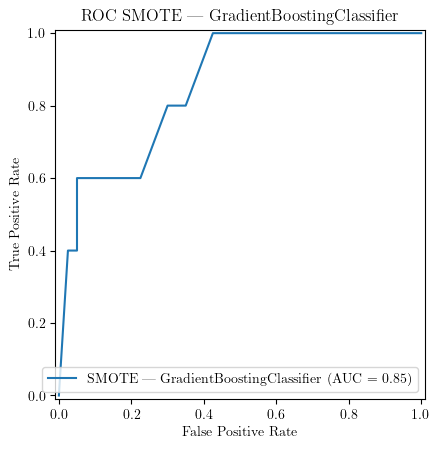 ROC SMOTE — GradientBoostingClassifier
1.0
0.8
0.6
0.4
0.2
0.0
True Positive Rate
SMOTE — GradientBoostingClassifier (AUC = 0.85)
0.0 0.2 0.4 0.6 0.8 1.0
False Positive Rate